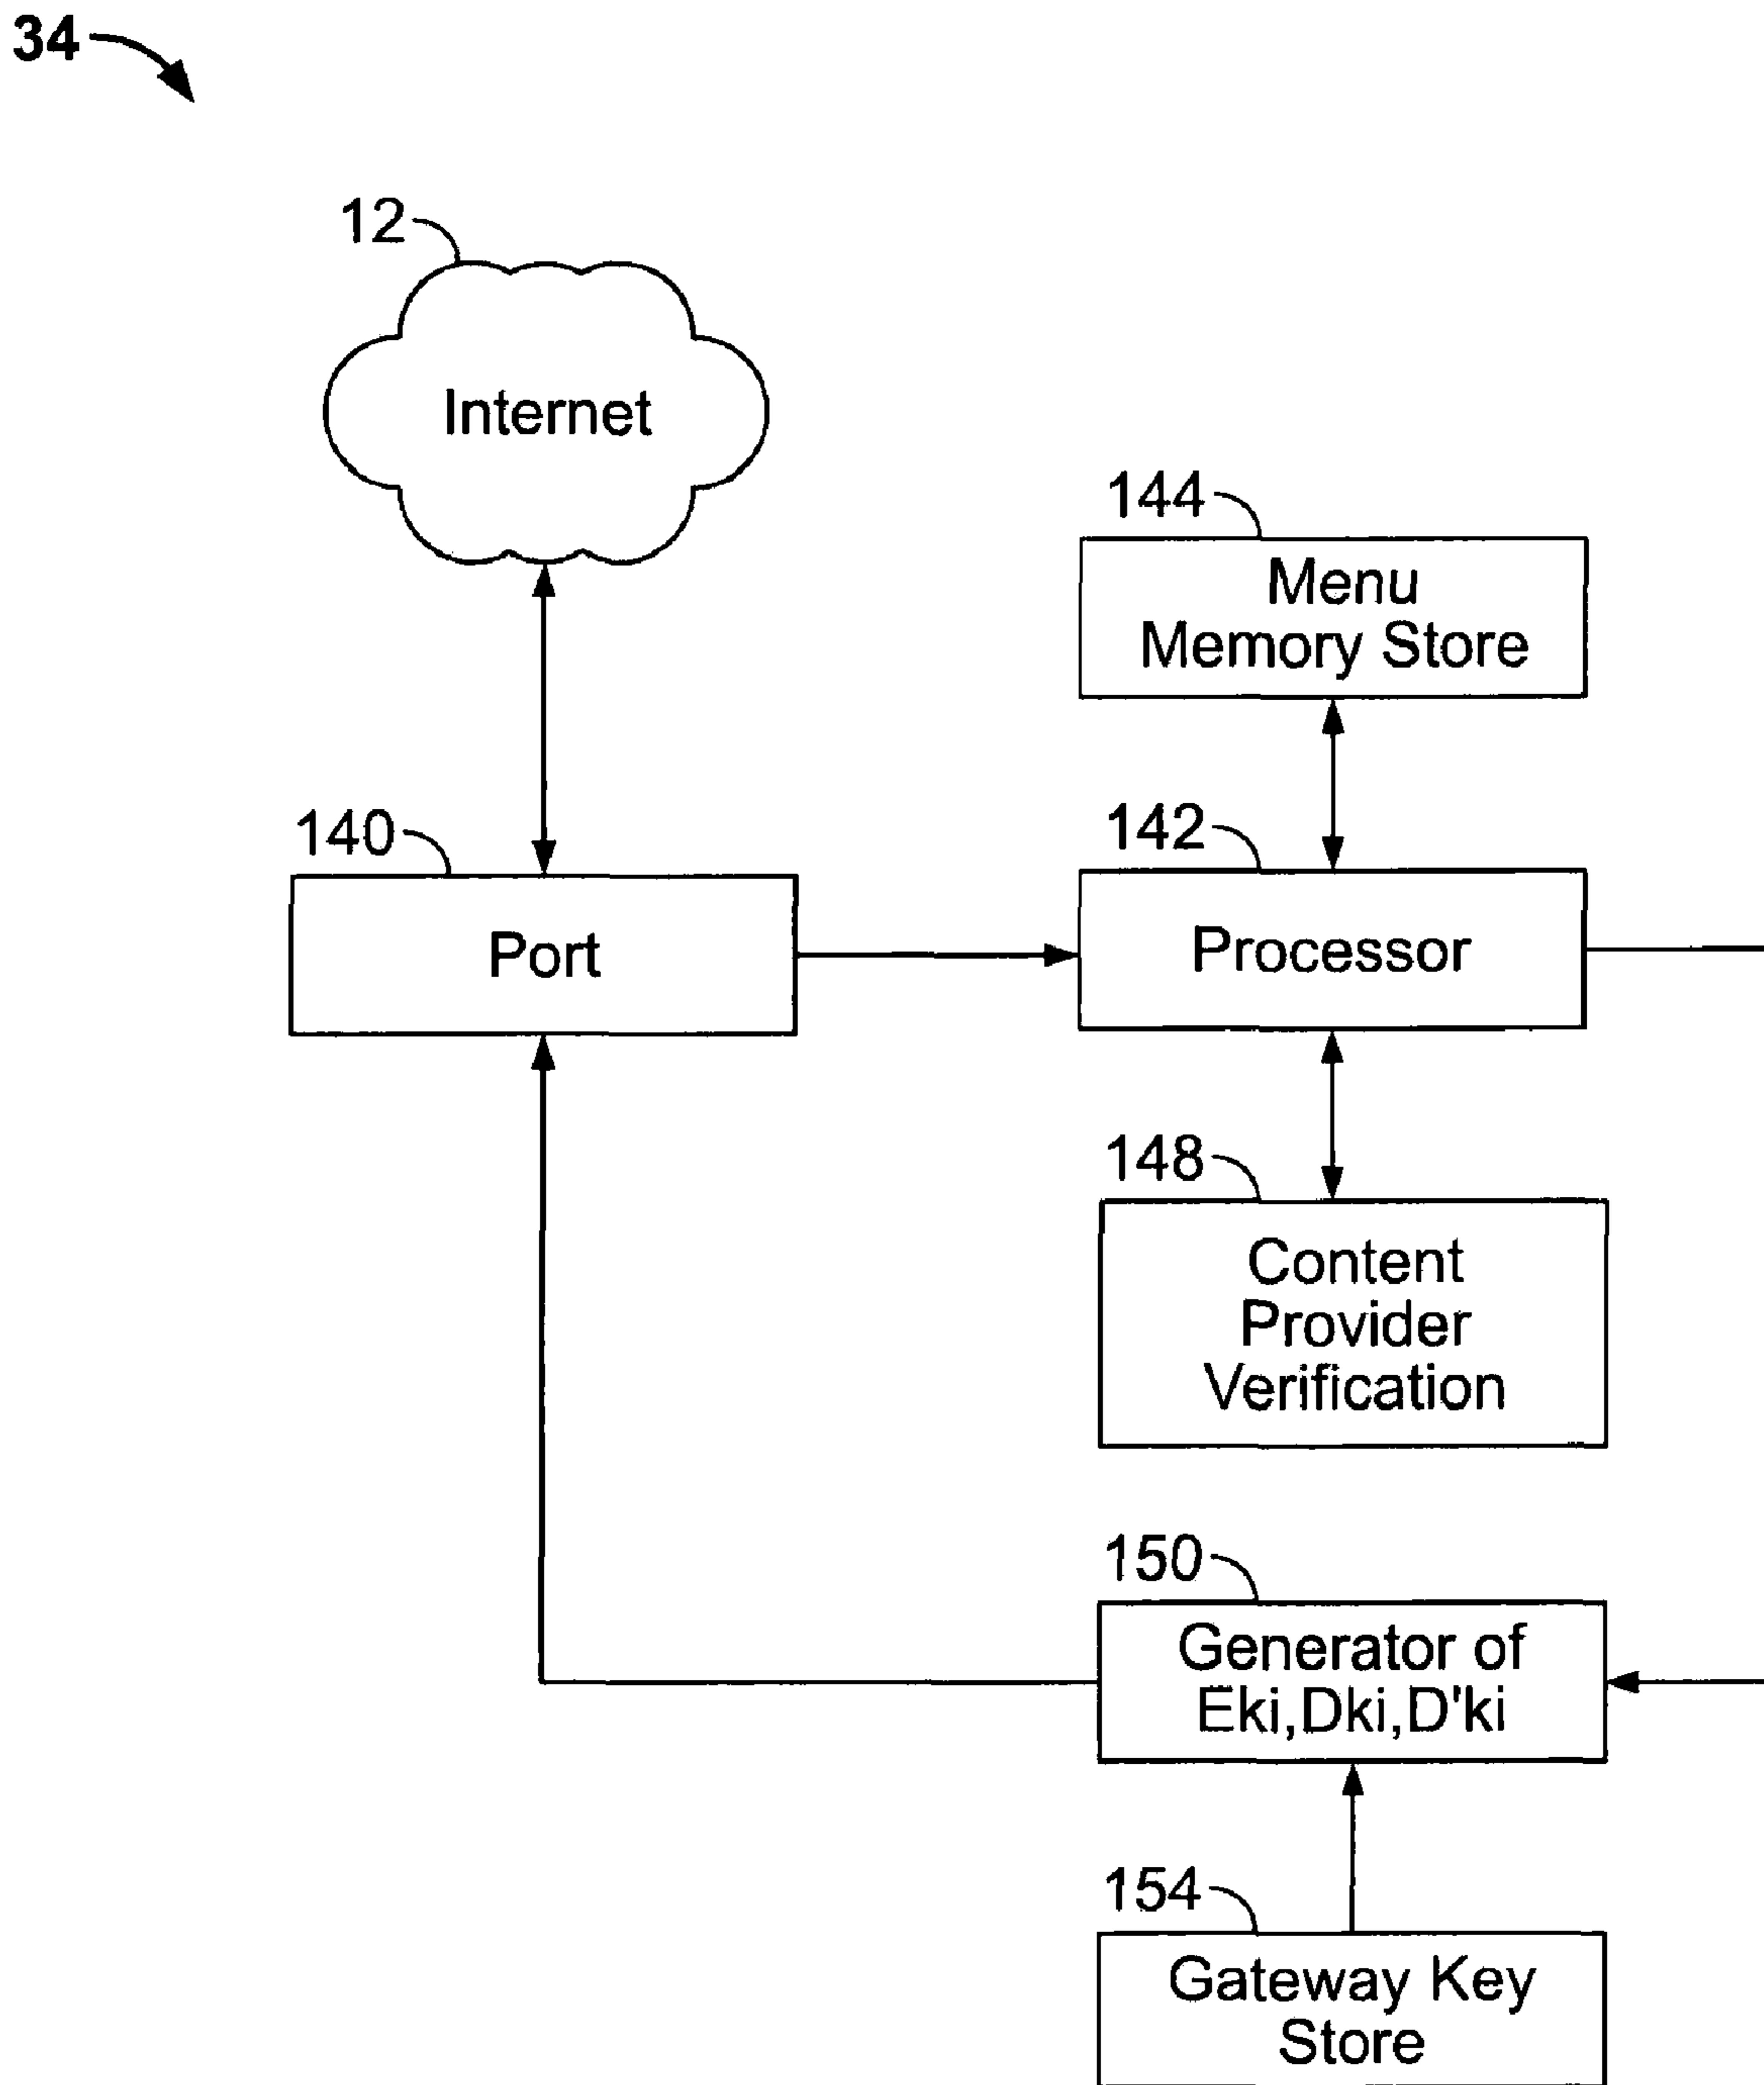 34
12
Internet
144
Menu
Memory Store
140
142
Port
Processor
148
Content
Provider
Verification
150
Generator of
Eki,Dki,D'ki
154
Gateway Key
Store